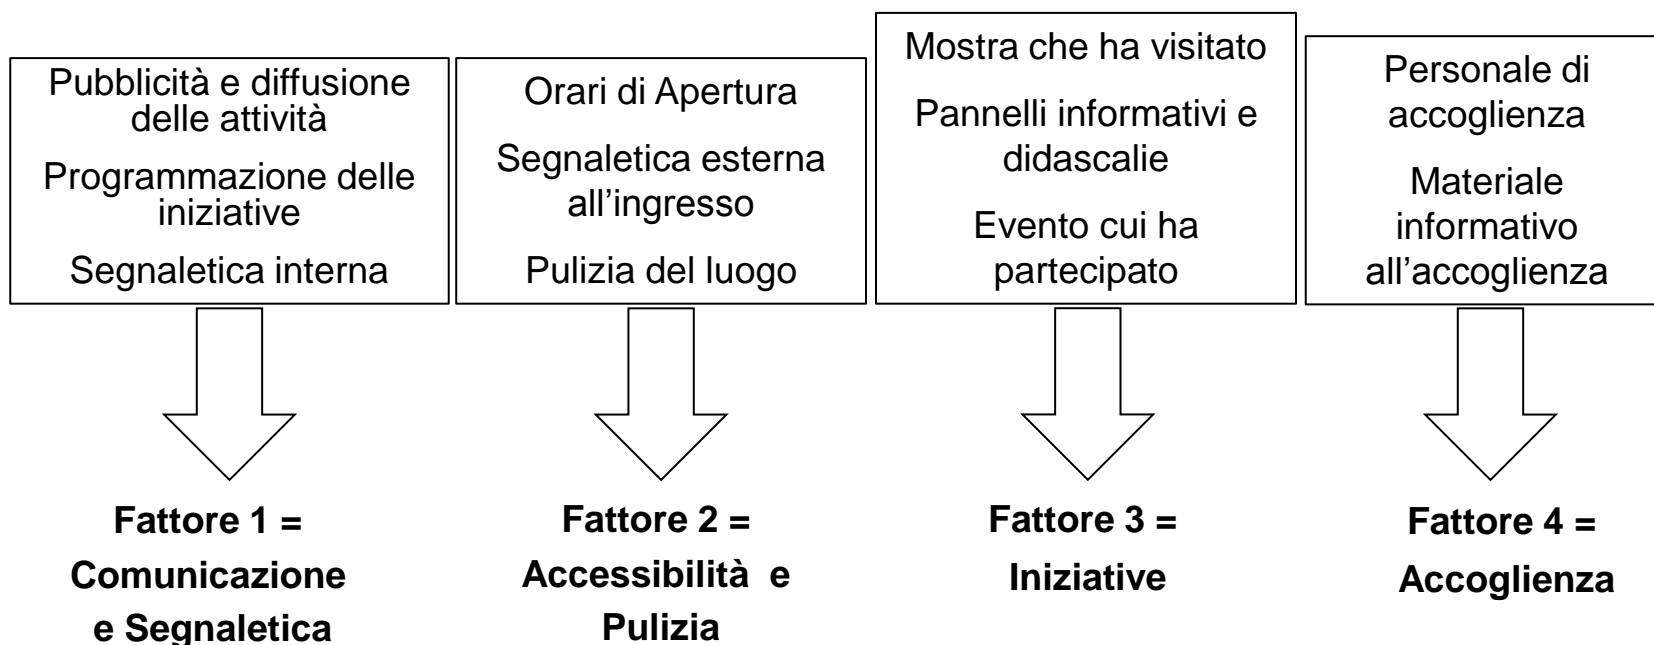 Pubblicità e diffusione
delle attività
Programmazione delle
iniziative
Segnaletica interna
Orari di Apertura
Segnaletica esterna
all’ingresso
Pulizia del luogo
Mostra che ha visitato
Pannelli informativi e
didascalie
Evento cui ha
partecipato
Personale di
accoglienza
Materiale
informativo
all’accoglienza
Fattore 1 =
Comunicazione
e Segnaletica
Fattore 2 =
Accessibilità e
Pulizia
Fattore 3 =
Iniziative
Fattore 4 =
Accoglienza